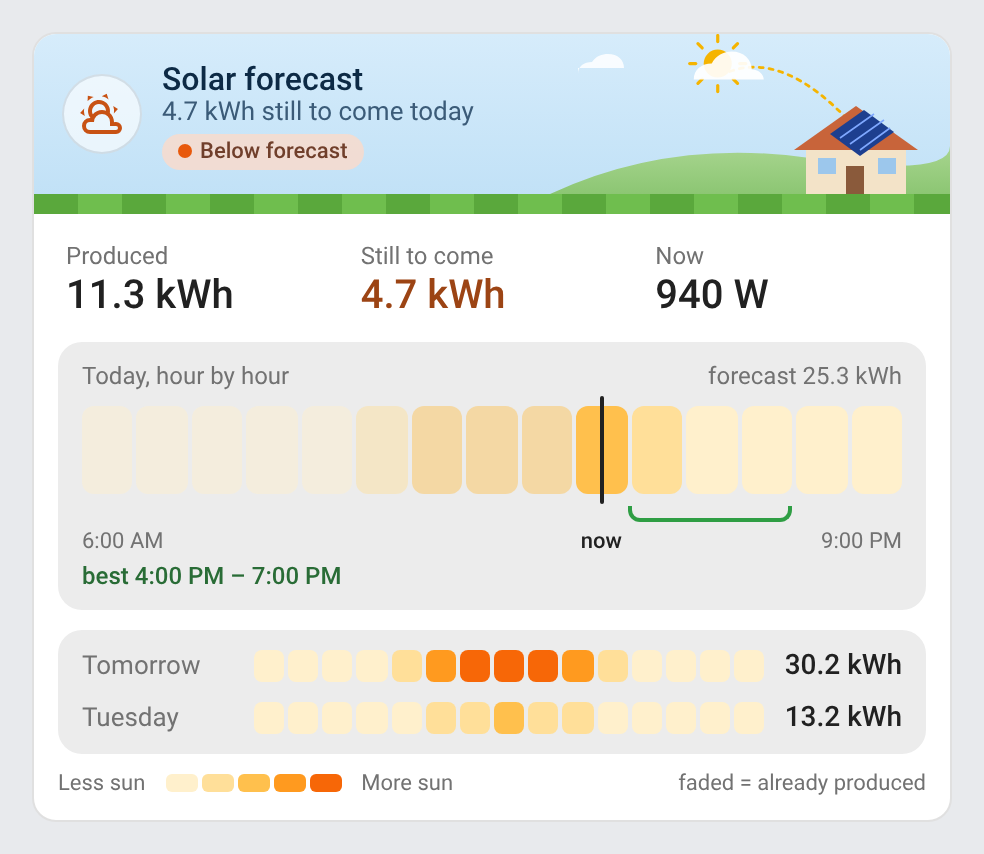 Solar forecast
4.7 kWh still to come today
Below forecast
Produced
11.3 kWh
Still to come
4.7 kWh
Now
940 W
Today, hour by hour
forecast 25.3 kWh
6:00 AM
now
9:00 PM
best 4:00 PM – 7:00 PM
Tomorrow
30.2 kWh
Tuesday
13.2 kWh
Less sun
More sun
faded = already produced